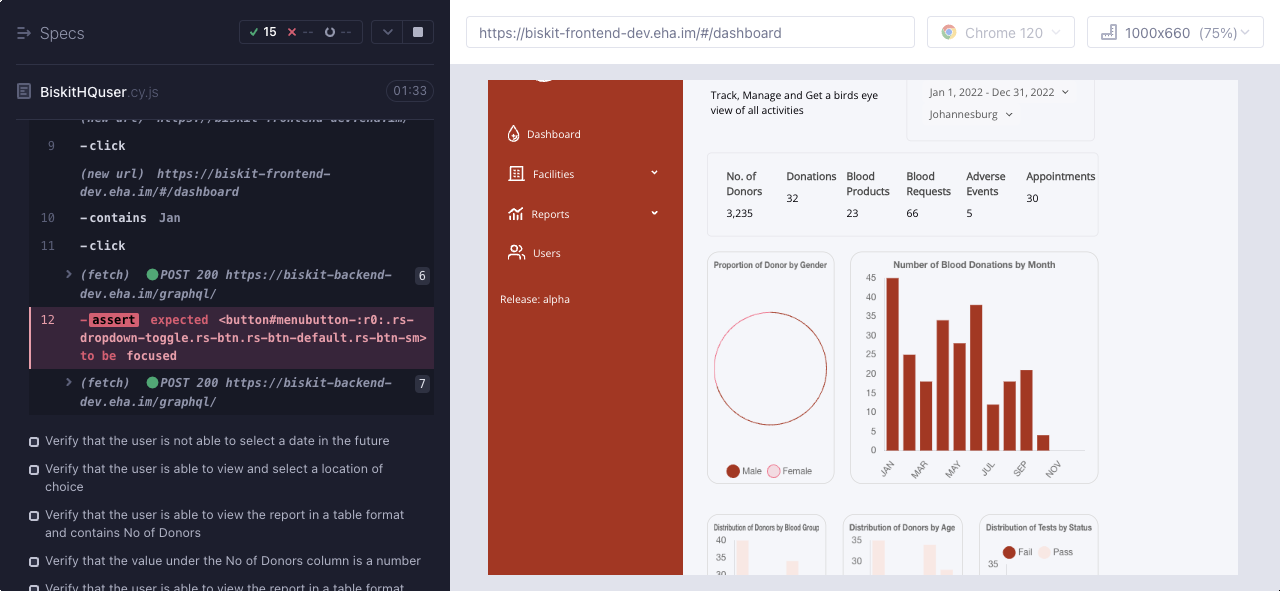 Specs
15
--
--
https://biskit-frontend-dev.eha.im/#/dashboard
Chrome 120
1000x660 (75%)
BiskitHQuser.cy.js
01:33
(new url) https://biskit-frontend-dev.eha.im/
9 -click
(new url) https://biskit-frontend-
dev.eha.im/#/dashboard
10 -contains Jan
11 -click
(fetch) POST 200 https://biskit-backend-
dev.eha.im/graphql/
6
12 -assert expected <button#menubutton-:r0:.rs-
dropdown-toggle.rs-btn.rs-btn-default.rs-btn-sm>
to be focused
(fetch) POST 200 https://biskit-backend-
dev.eha.im/graphql/
7
Verify that the user is not able to select a date in the future
Verify that the user is able to view and select a location of
choice
Verify that the user is able to view the report in a table format
and contains No of Donors
Verify that the value under the No of Donors column is a number
Verify that the user is able to view the report in a table format
Dashboard
Facilities
Reports
Users
Release: alpha
Track, Manage and Get a birds eye
view of all activities
Jan 1, 2022 - Dec 31, 2022
Johannesburg
No. of
Donors
3,235
Donations
32
Blood
Products
23
Blood
Requests
66
Adverse
Events
5
Appointments
30
Proportion of Donor by Gender
Male Female
Number of Blood Donations by Month
45
40
35
30
25
20
15
10
5
0
JAN MAR MAY JUL SEP NOV
Distribution of Donors by Blood Group
40
35
30
Distribution of Donors by Age
35
30
Distribution of Tests by Status
Fail Pass
35